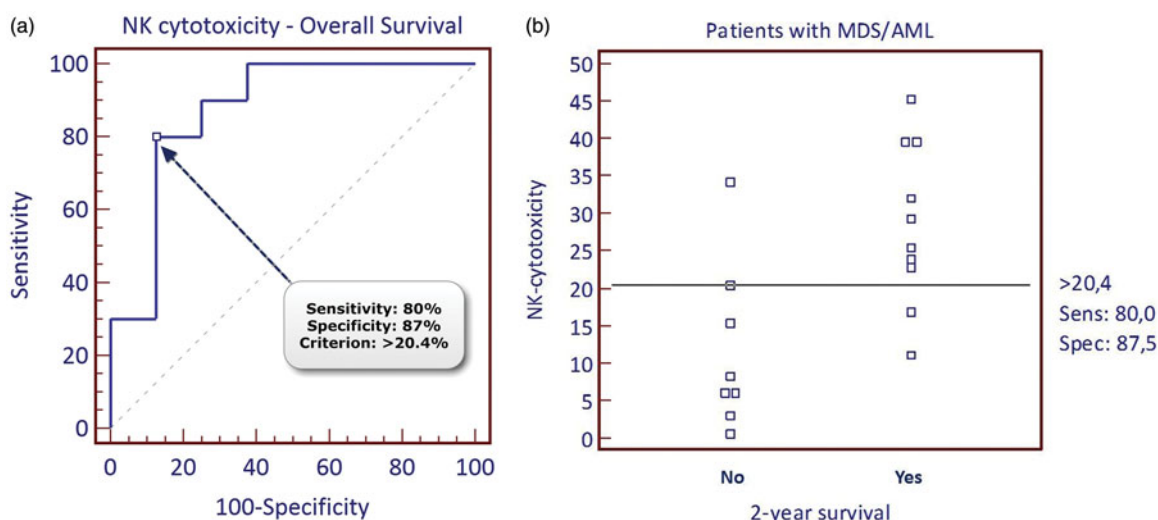 (a)
NK cytotoxicity - Overall Survival
100
80
60
40
20
0
Sensitivity
Sensitivity: 80%
Specificity: 87%
Criterion: >20.4%
0 20 40 60 80 100
100-Specificity
(b)
Patients with MDS/AML
50
45
40
35
30
25
20
15
10
5
0
NK-cytotoxicity
>20,4
Sens: 80,0
Spec: 87,5
No Yes
2-year survival